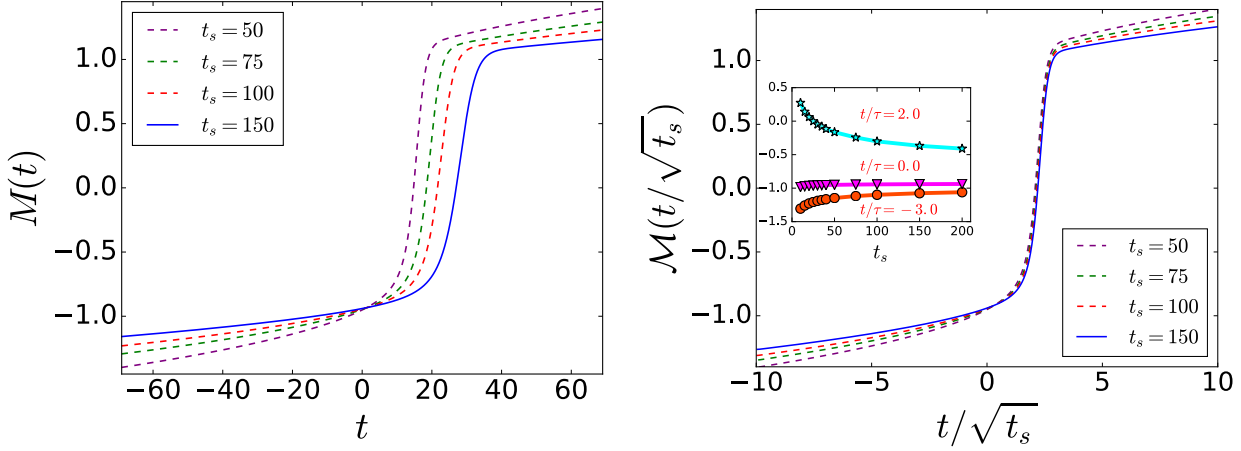 t_s = 50
t_s = 75
t_s = 100
t_s = 150
1.0
0.5
0.0
−0.5
−1.0
M(t)
−60 −40 −20 0 20 40 60
t
1.0
0.5
0.0
−0.5
−1.0
M(t/√t_s)
0.5
0.0
−0.5
−1.0
−1.5
t/τ = 2.0
t/τ = 0.0
t/τ = −3.0
0 50 100 150 200
t_s
t_s = 50
t_s = 75
t_s = 100
t_s = 150
−10 −5 0 5 10
t/√t_s